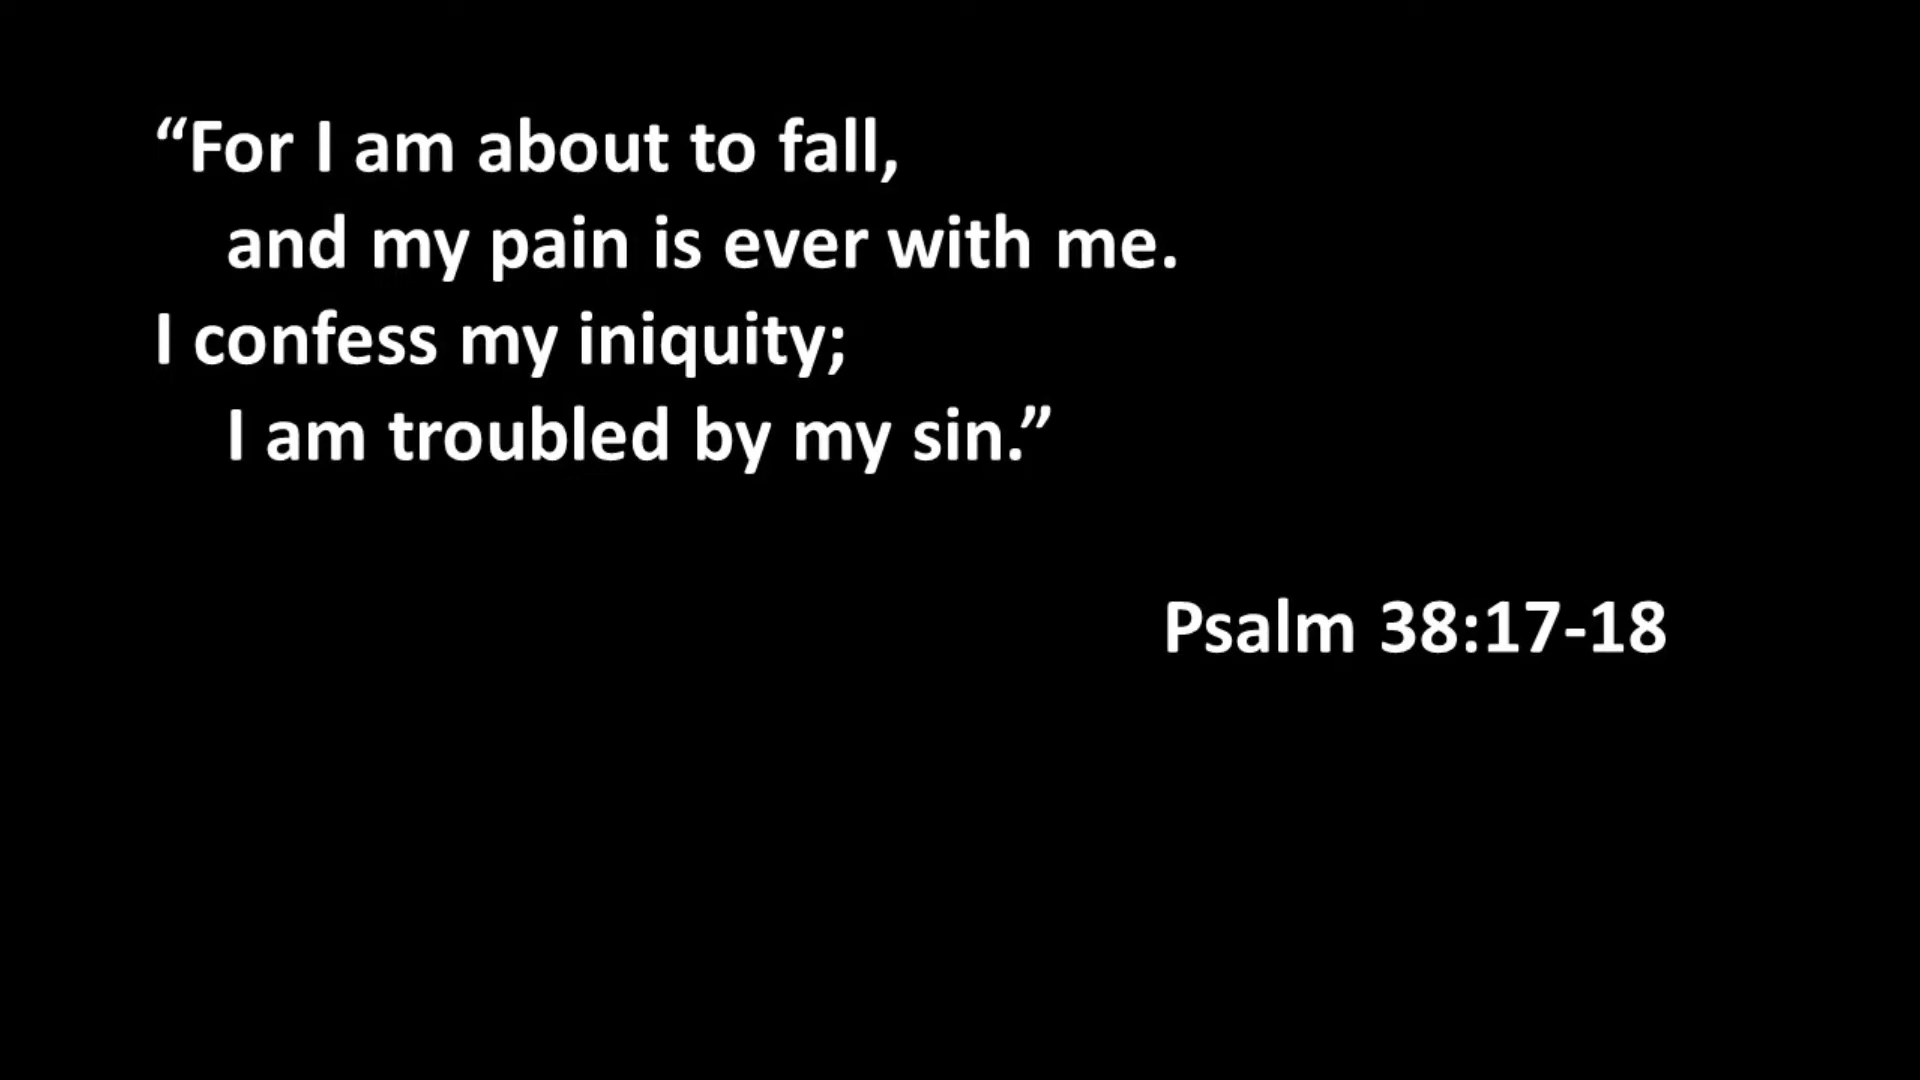 “For I am about to fall,
and my pain is ever with me.
I confess my iniquity;
I am troubled by my sin.”
Psalm 38:17-18